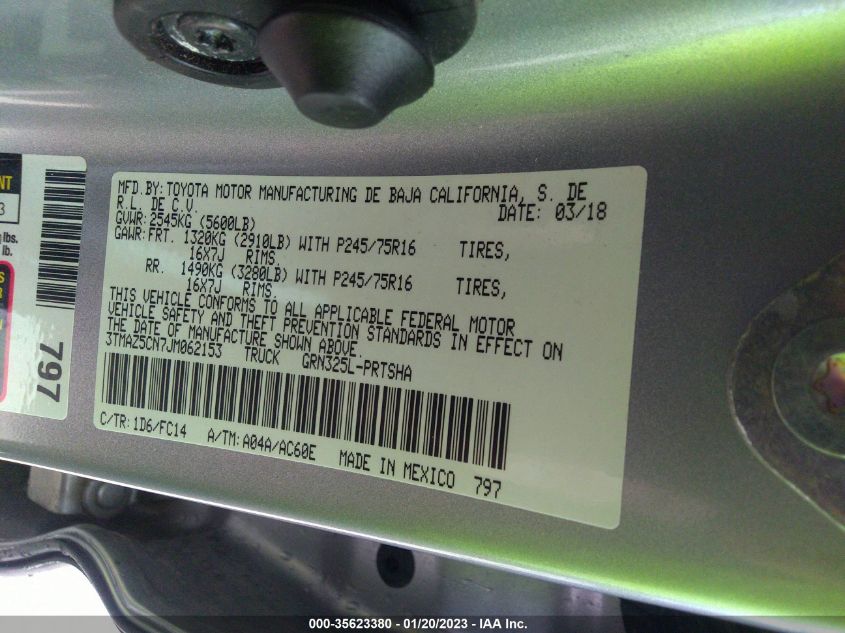 MFD. BY: TOYOTA MOTOR MANUFACTURING DE BAJA CALIFORNIA, S. DE
R.L. DE C.V. DATE: 03/18
GVWR: 2545KG (5600LB)
GAWR: FRT. 1320KG (2910LB) WITH P245/75R16 TIRES,
16X7J RIMS,
RR. 1490KG (3280LB) WITH P245/75R16 TIRES,
16X7J RIMS,
THIS VEHICLE CONFORMS TO ALL APPLICABLE FEDERAL MOTOR
VEHICLE SAFETY AND THEFT PREVENTION STANDARDS IN EFFECT ON
THE DATE OF MANUFACTURE SHOWN ABOVE.
3TMAZ5CN7JM062153 TRUCK GRN325L-PRTSHA
C/TR: 1D6/FC14 A/TM: A04A/AC60E MADE IN MEXICO 797
NT
3
lbs.
lb.
S
R
N
797
000-35623380 - 01/20/2023 - IAA Inc.